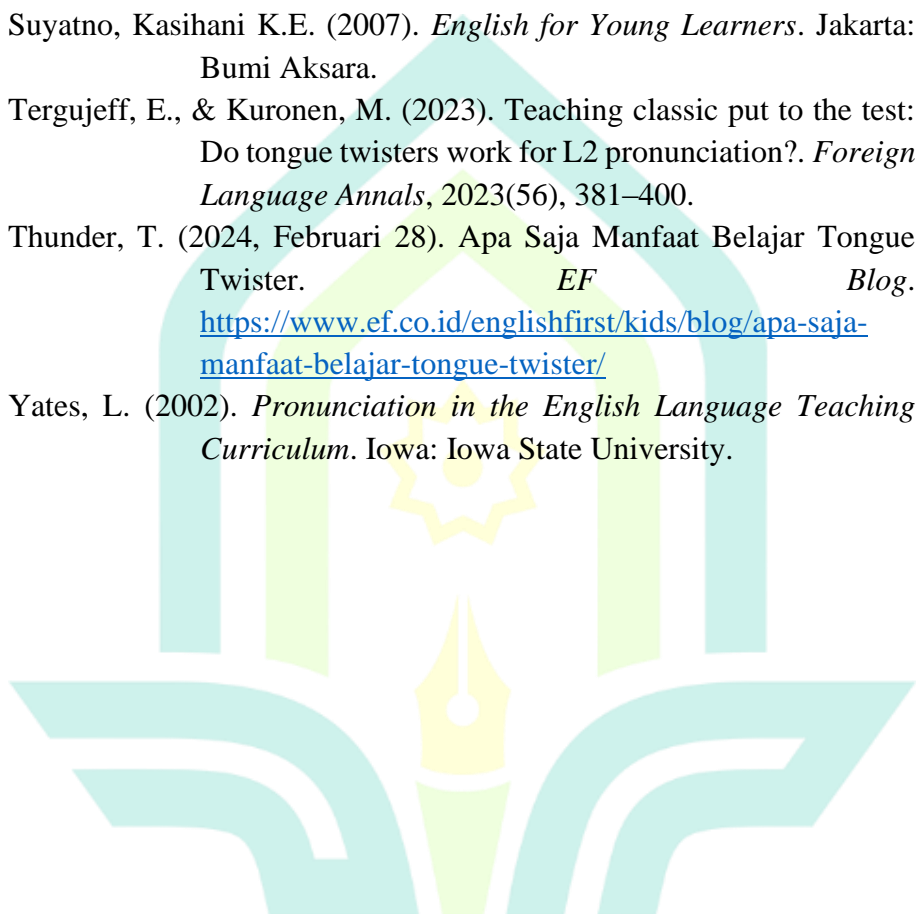 Suyatno, Kasihani K.E. (2007). English for Young Learners. Jakarta:
Bumi Aksara.
Tergujeff, E., & Kuronen, M. (2023). Teaching classic put to the test:
Do tongue twisters work for L2 pronunciation?. Foreign
Language Annals, 2023(56), 381–400.
Thunder, T. (2024, Februari 28). Apa Saja Manfaat Belajar Tongue
Twister. EF Blog.
https://www.ef.co.id/englishfirst/kids/blog/apa-saja-
manfaat-belajar-tongue-twister/
Yates, L. (2002). Pronunciation in the English Language Teaching
Curriculum. Iowa: Iowa State University.